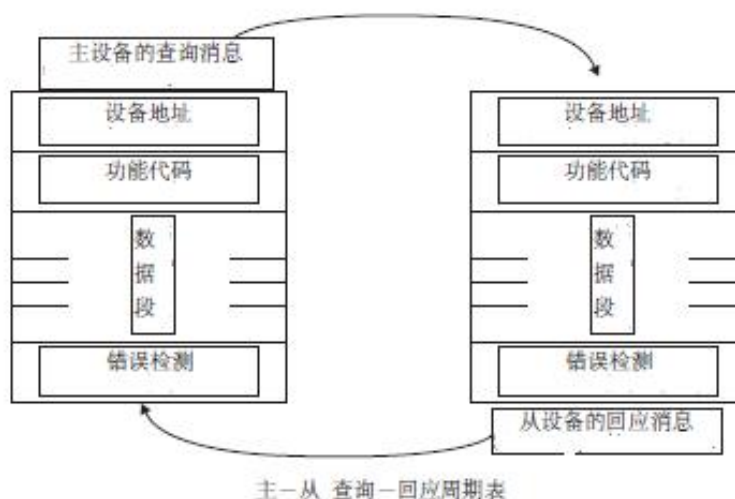 主设备的查询消息
设备地址
功能代码
数
据
段
错误检测
设备地址
功能代码
数
据
段
错误检测
从设备的回应消息
主－从 查询－回应周期表